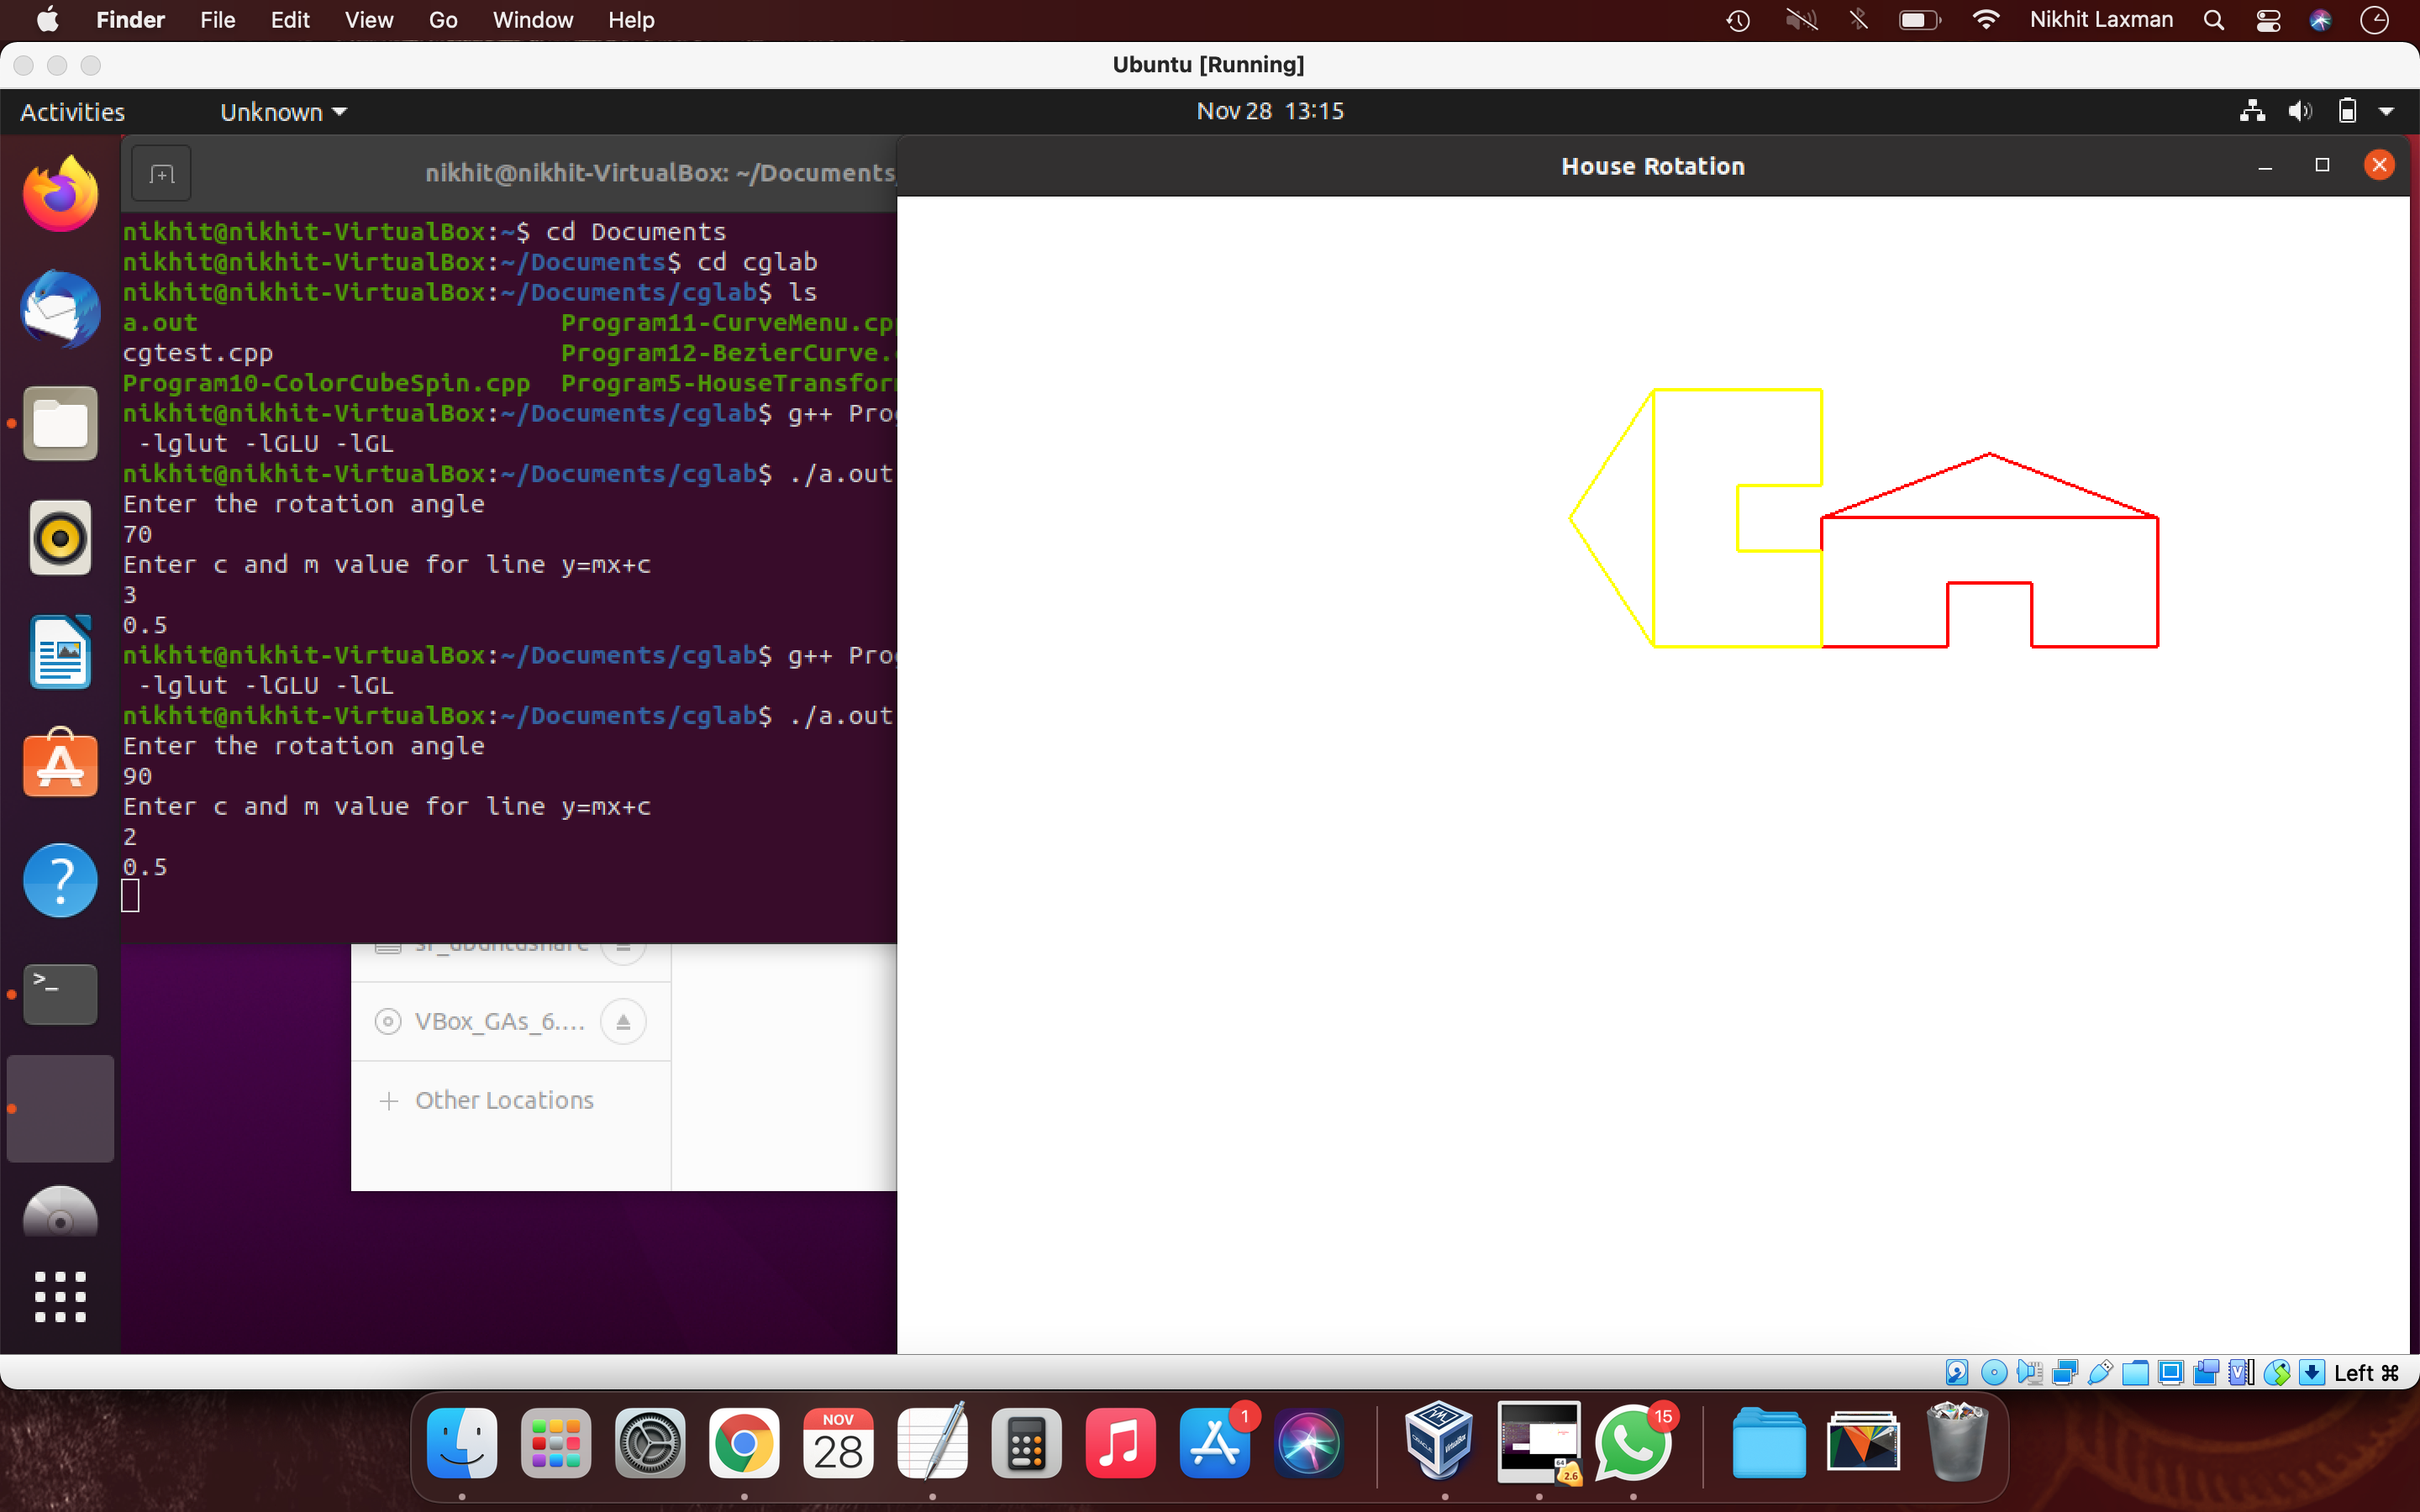 Finder File Edit View Go Window Help Nikhit Laxman
Ubuntu [Running]
Activities Unknown Nov 28 13:15
nikhit@nikhit-VirtualBox: ~/Documents
House Rotation
nikhit@nikhit-VirtualBox:~$ cd Documents
nikhit@nikhit-VirtualBox:~/Documents$ cd cglab
nikhit@nikhit-VirtualBox:~/Documents/cglab$ ls
a.out Program11-CurveMenu.cp
cgtest.cpp Program12-BezierCurve.
Program10-ColorCubeSpin.cpp Program5-HouseTransfor
nikhit@nikhit-VirtualBox:~/Documents/cglab$ g++ Pro
-lglut -lGLU -lGL
nikhit@nikhit-VirtualBox:~/Documents/cglab$ ./a.out
Enter the rotation angle
70
Enter c and m value for line y=mx+c
3
0.5
nikhit@nikhit-VirtualBox:~/Documents/cglab$ g++ Pro
-lglut -lGLU -lGL
nikhit@nikhit-VirtualBox:~/Documents/cglab$ ./a.out
Enter the rotation angle
90
Enter c and m value for line y=mx+c
2
0.5
VBox_GAs_6....
+ Other Locations
Left ⌘
NOV
28
1
15
2.6